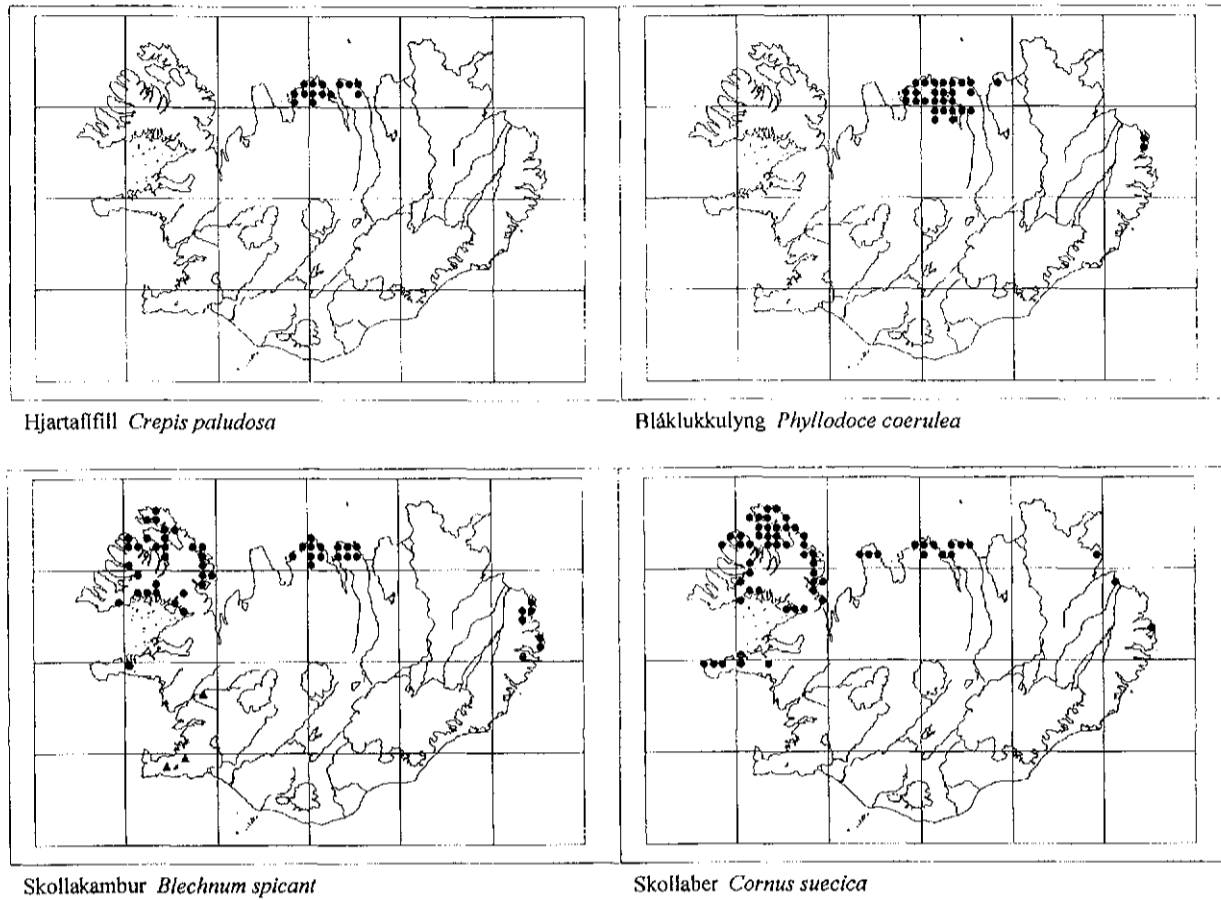 Hjartafífill Crepis paludosa
Bláklukkulyng Phyllodoce coerulea
Skollakambur Blechnum spicant
Skollaber Cornus suecica